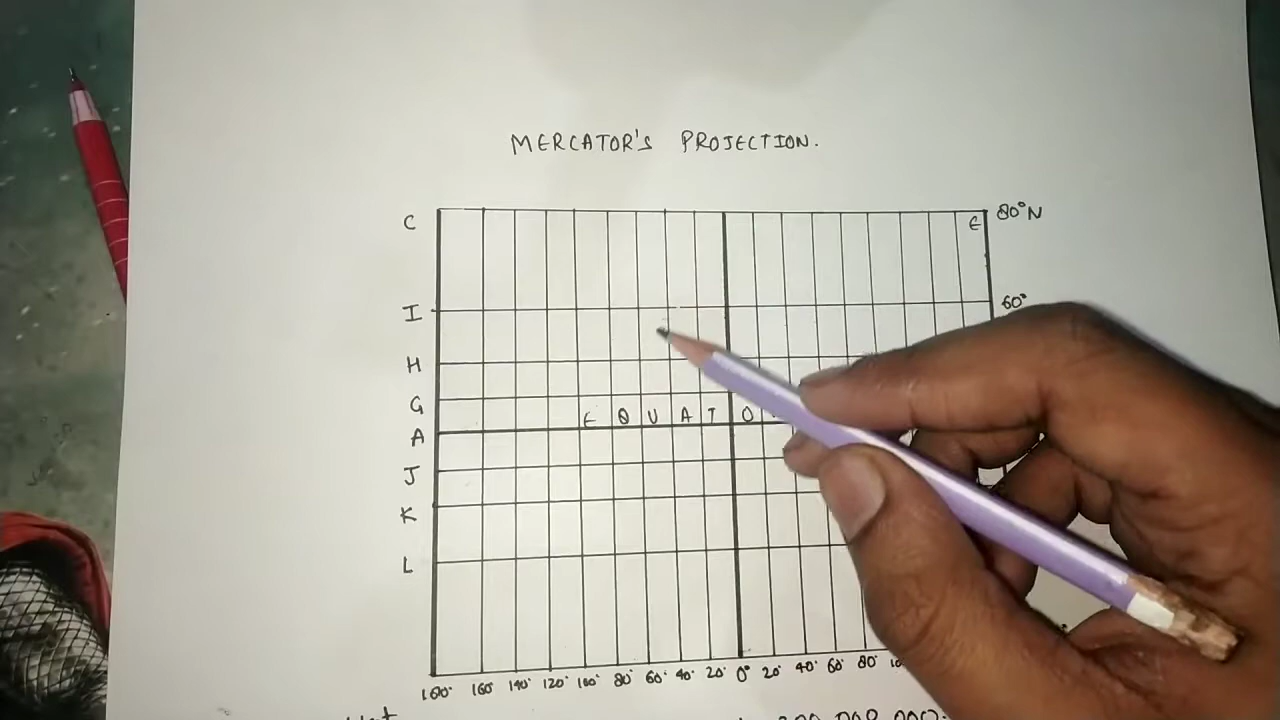 MERCATOR'S PROJECTION.
C E 80°N
I 60°
H
G
E Q U A T O
A
J
K
L
180° 160° 140° 120° 100° 80° 60° 40° 20° 0° 20° 40° 60° 80°